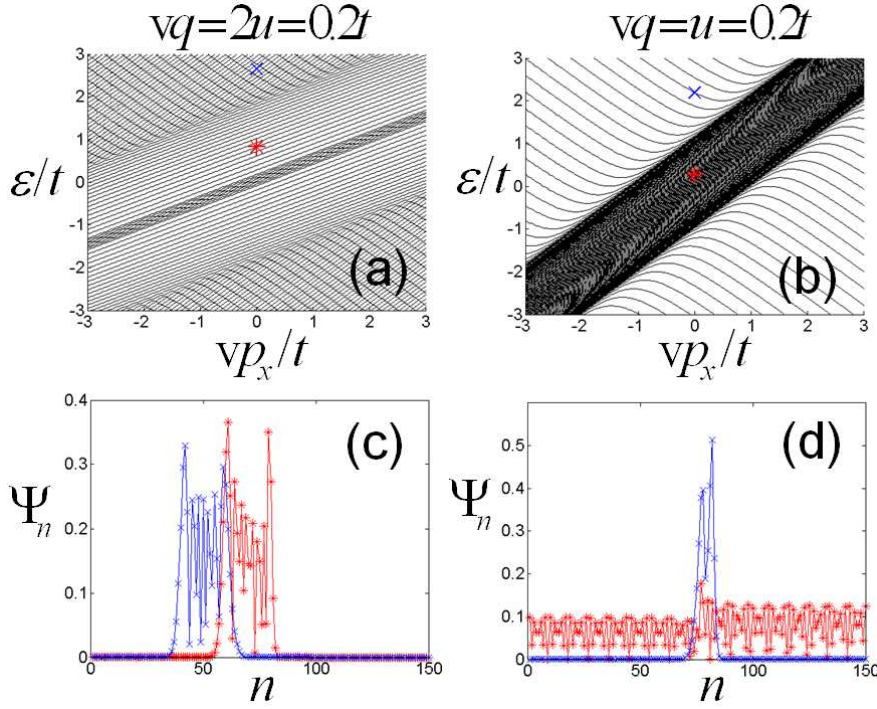 vq=2u=0.2t
vq=u=0.2t
3
2
1
0
-1
-2
-3
ε/t
(a)
-3 -2 -1 0 1 2 3
vp_x/t
3
2
1
0
-1
-2
-3
ε/t
(b)
-3 -2 -1 0 1 2 3
vp_x/t
0.4
0.3
0.2
0.1
0
Ψ_n
(c)
0 50 100 150
n
0.5
0.4
0.3
0.2
0.1
0
Ψ_n
(d)
0 50 100 150
n